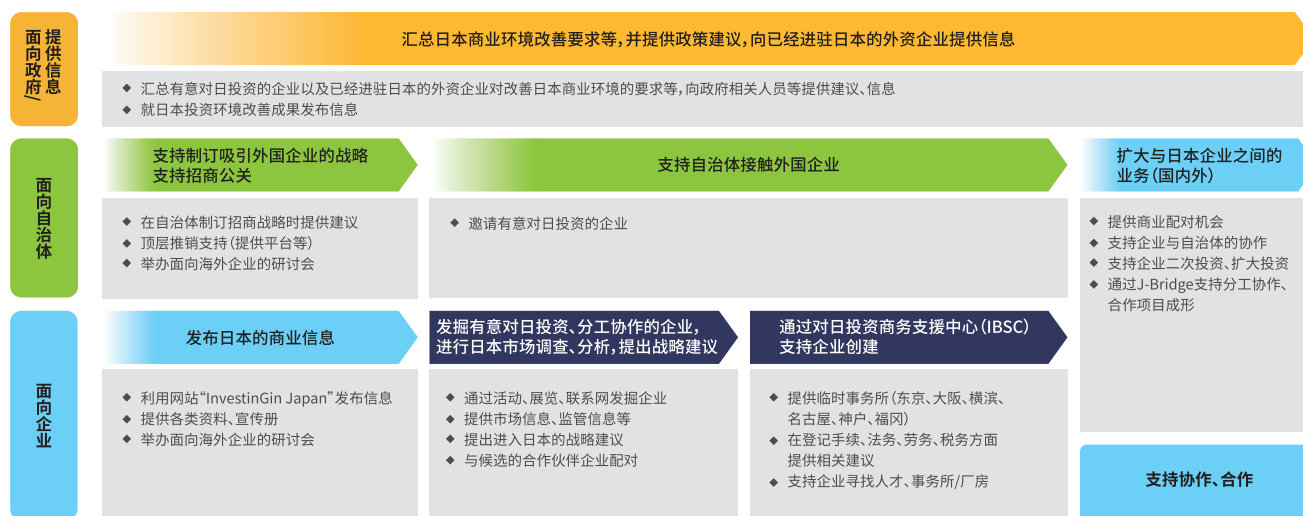 提供信息/
面向政府
汇总日本商业环境改善要求等，并提供政策建议，向已经进驻日本的外资企业提供信息
◆ 汇总有意对日投资的企业以及已经进驻日本的外资企业对改善日本商业环境的要求等，向政府相关人员等提供建议、信息
◆ 就日本投资环境改善成果发布信息
面向自治体
支持制订吸引外国企业的战略
支持招商公关
◆ 在自治体制订招商战略时提供建议
◆ 顶层推销支持（提供平台等）
◆ 举办面向海外企业的研讨会
支持自治体接触外国企业
◆ 邀请有意对日投资的企业
扩大与日本企业之间的
业务（国内外）
◆ 提供商业配对机会
◆ 支持企业与自治体的协作
◆ 支持企业二次投资、扩大投资
◆ 通过J-Bridge支持分工协作、
合作项目成形
面向企业
发布日本的商业信息
◆ 利用网站“InvestinGin Japan”发布信息
◆ 提供各类资料、宣传册
◆ 举办面向海外企业的研讨会
发掘有意对日投资、分工协作的企业，
进行日本市场调查、分析，提出战略建议
◆ 通过活动、展览、联系网发掘企业
◆ 提供市场信息、监管信息等
◆ 提出进入日本的战略建议
◆ 与候选的合作伙伴企业配对
通过对日投资商务支援中心（IBSC）
支持企业创建
◆ 提供临时事务所（东京、大阪、横滨、
名古屋、神户、福冈）
◆ 在登记手续、法务、劳务、税务方面
提供相关建议
◆ 支持企业寻找人才、事务所/厂房
支持协作、合作